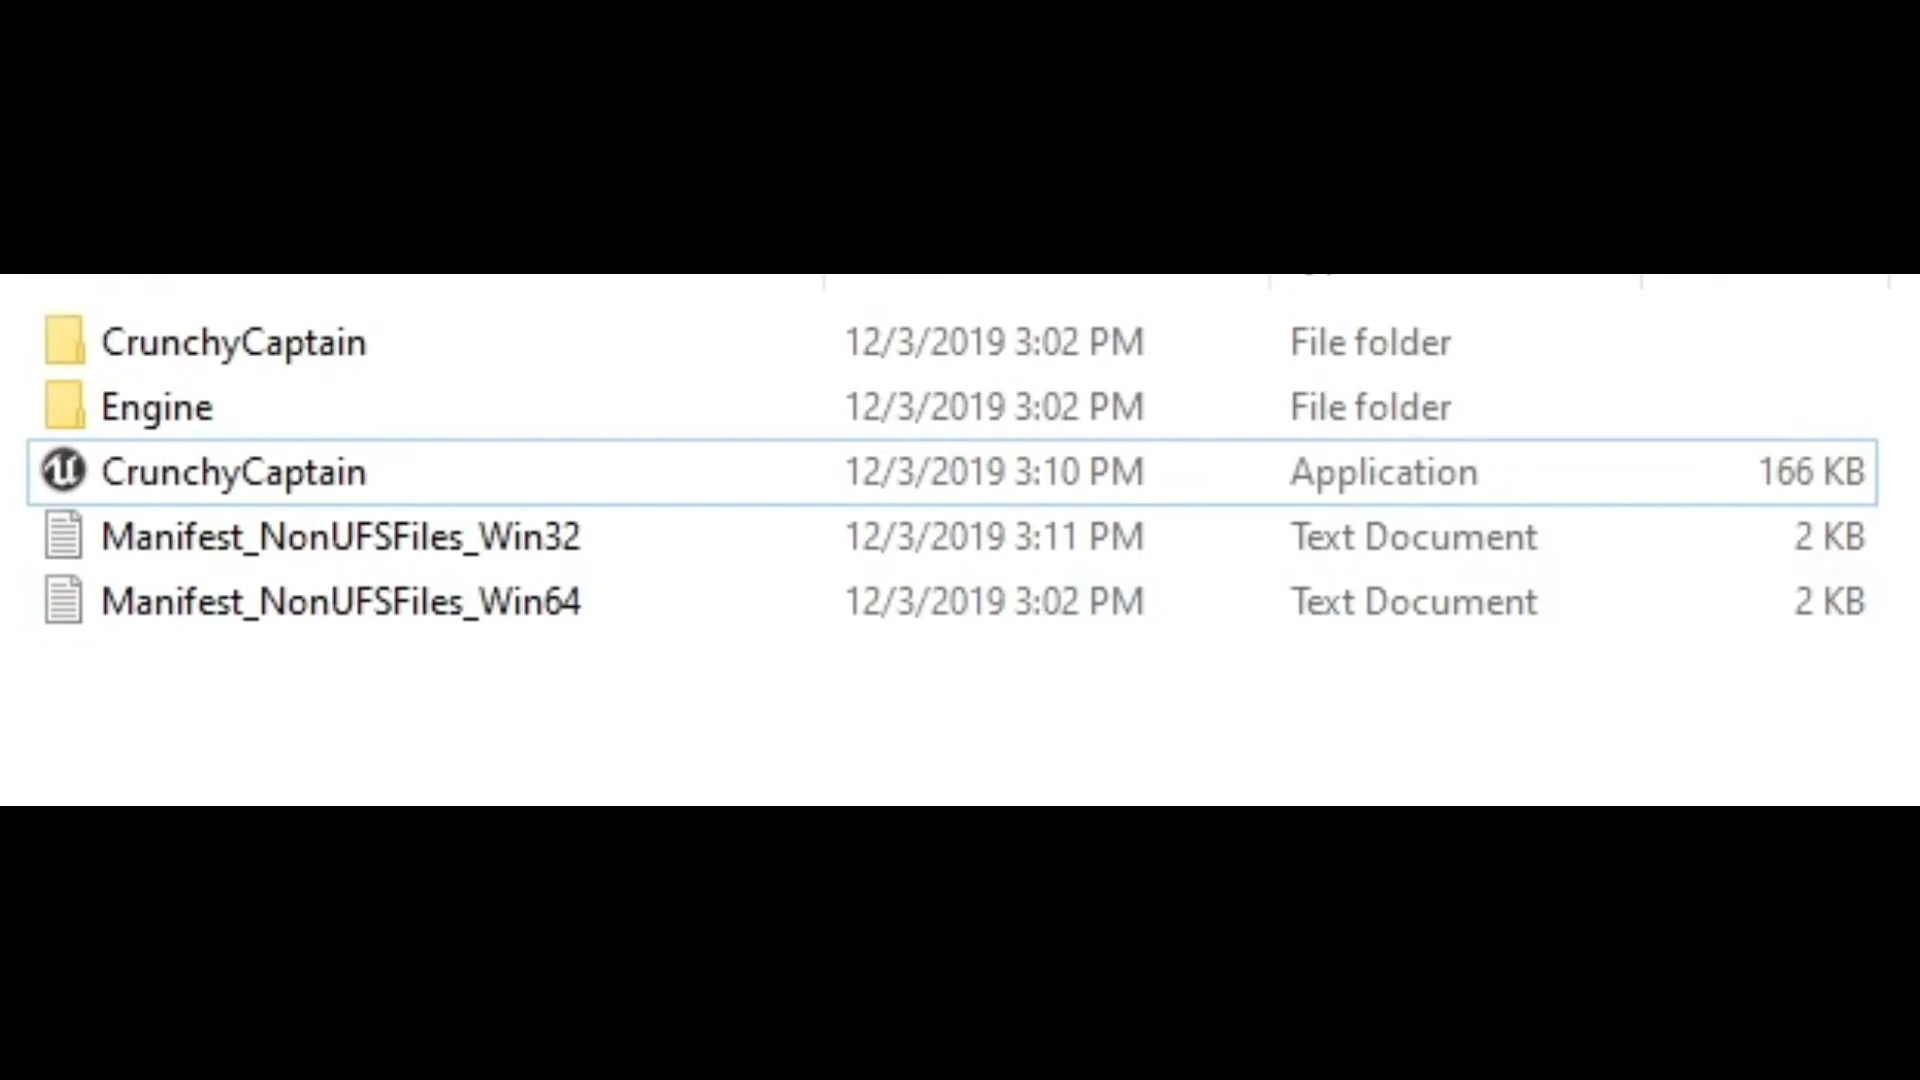 CrunchyCaptain 12/3/2019 3:02 PM File folder
Engine 12/3/2019 3:02 PM File folder
CrunchyCaptain 12/3/2019 3:10 PM Application 166 KB
Manifest_NonUFSFiles_Win32 12/3/2019 3:11 PM Text Document 2 KB
Manifest_NonUFSFiles_Win64 12/3/2019 3:02 PM Text Document 2 KB